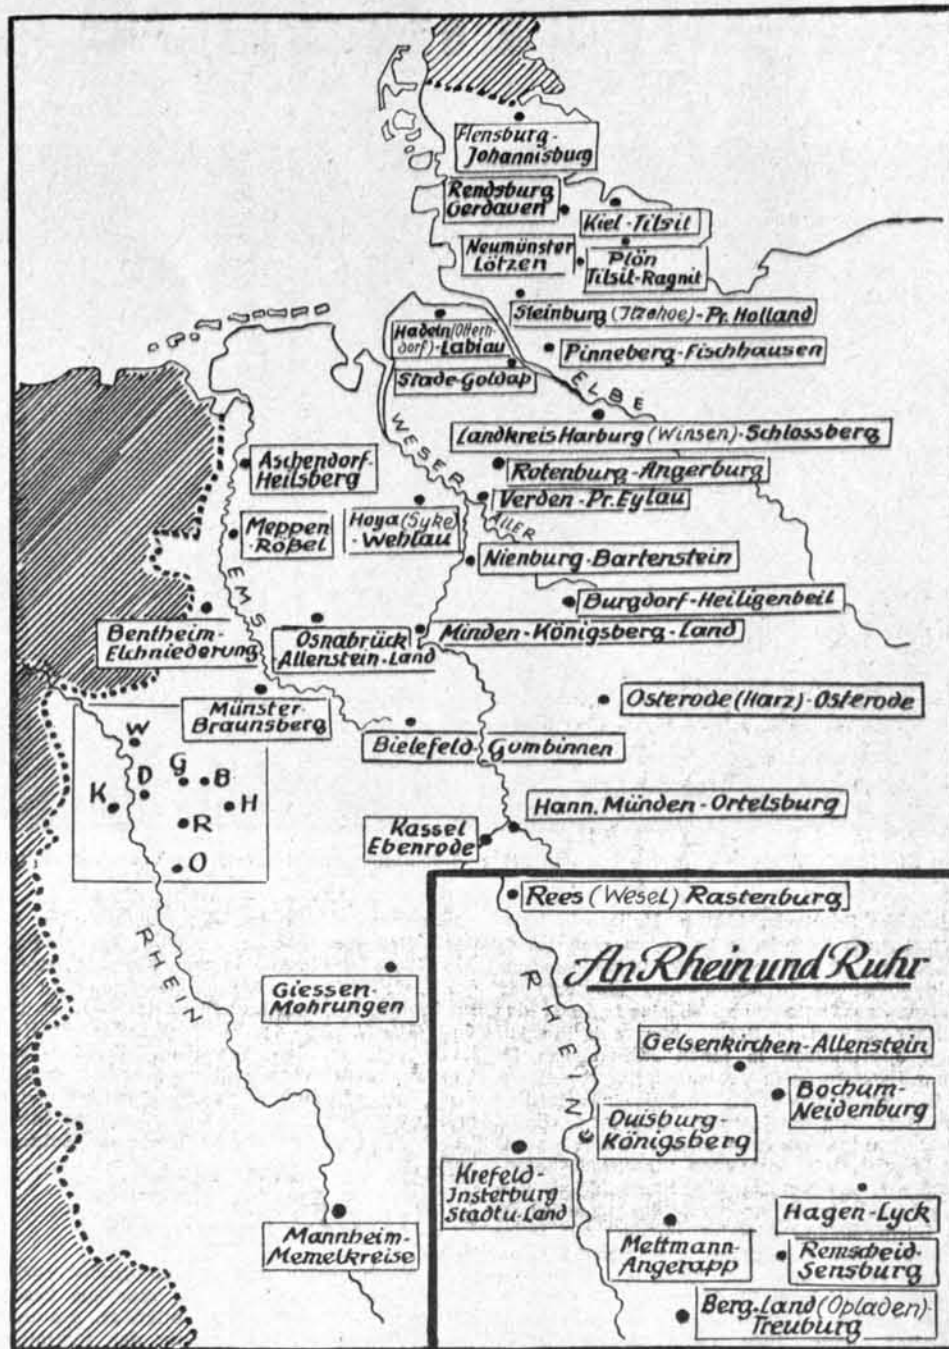 Flensburg-
Johannisburg
Rendsburg
Gerdauen
Kiel-Tilsit
Neumünster
Lötzen
Plön
Tilsit-Ragnit
Steinburg (Itzehoe)-Pr. Holland
Hadeln (Ottern-
dorf)-Labiau
Pinneberg-Fischhausen
Stade-Goldap
ELBE
Landkreis Harburg (Winsen)-Schlossberg
WESER
Aschendorf-
Heilsberg
Rotenburg-Angerburg
Verden-Pr. Eylau
ALLER
Meppen
-Rößel
Hoya (Syke)
-Wehlau
Nienburg-Bartenstein
EMS
Burgdorf-Heiligenbeil
Bentheim-
Elchniederung
Osnabrück
Allenstein-Land
Minden-Königsberg-Land
Münster-
Braunsberg
Osterode (Harz)-Osterode
Bielefeld-Gumbinnen
W
D
G
B
K
H
R
O
Hann. Münden-Ortelsburg
Kassel
Ebenrode
RHEIN
Giessen-
Mohrungen
Mannheim-
Memelkreise
Rees (Wesel) Rastenburg
An Rhein und Ruhr
RHEIN
Gelsenkirchen-Allenstein
Bochum-
Neidenburg
Duisburg-
Königsberg
Krefeld-
Insterburg
Stadt u-Land
Hagen-Lyck
Mettmann-
Angerapp
Remscheid-
Sensburg
Berg.Land (Opladen)-
Treuburg